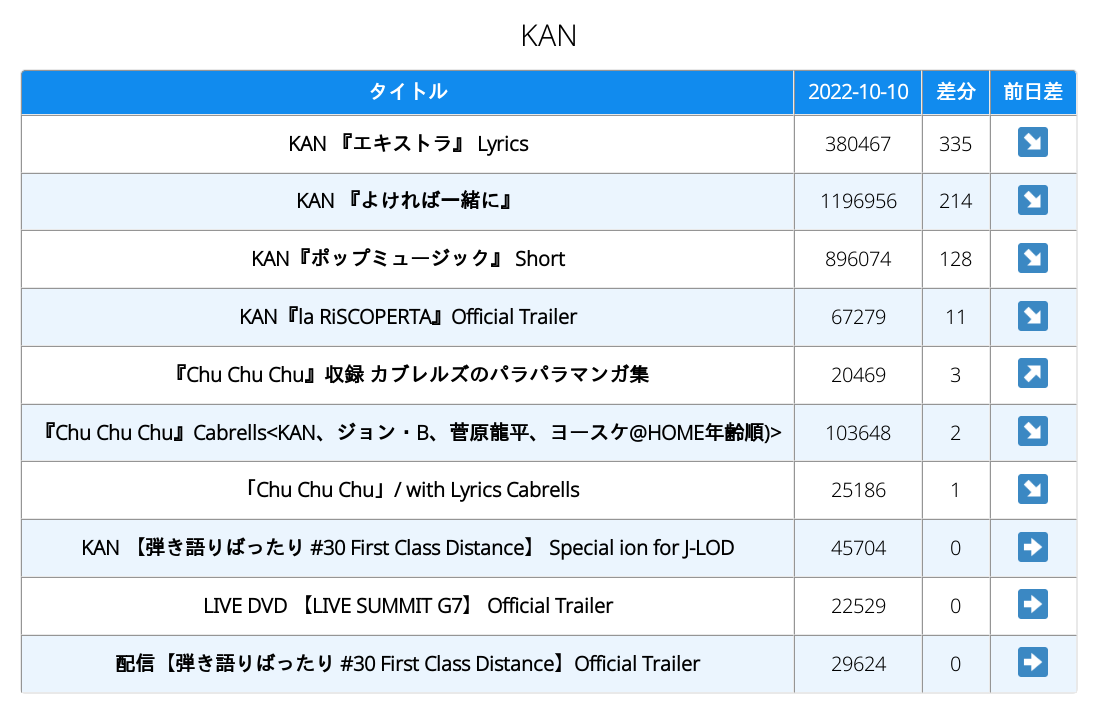 KAN
タイトル 2022-10-10 差分 前日差
KAN 『エキストラ』 Lyrics 380467 335 ↘
KAN 『よければ一緒に』 1196956 214 ↘
KAN『ポップミュージック』 Short 896074 128 ↘
KAN『la RiSCOPERTA』Official Trailer 67279 11 ↘
『Chu Chu Chu』収録 カブレルズのパラパラマンガ集 20469 3 ↗
『Chu Chu Chu』Cabrells<KAN、ジョン・B、菅原龍平、ヨースケ@HOME年齢順)> 103648 2 ↘
「Chu Chu Chu」/ with Lyrics Cabrells 25186 1 ↘
KAN 【弾き語りばったり #30 First Class Distance】 Special ion for J-LOD 45704 0 →
LIVE DVD 【LIVE SUMMIT G7】 Official Trailer 22529 0 →
配信【弾き語りばったり #30 First Class Distance】Official Trailer 29624 0 →